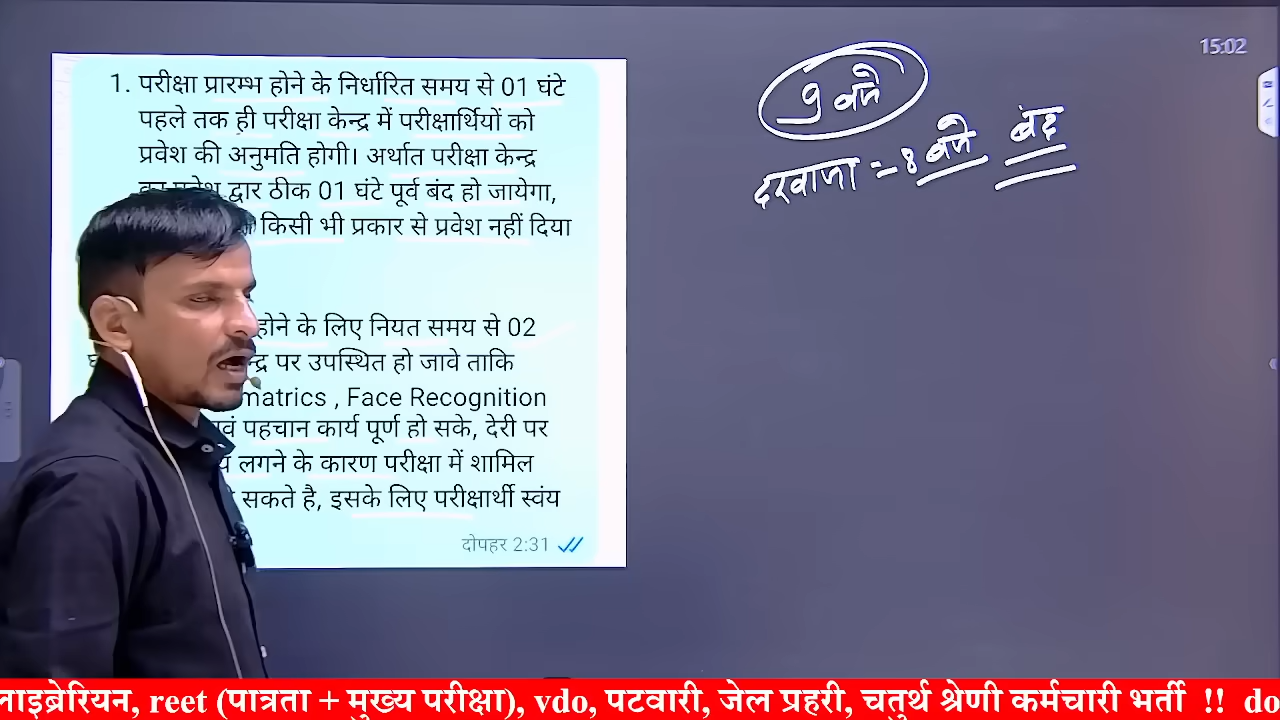 15:02
9 बजे
दरवाजा = 8 बजे बंद
1. परीक्षा प्रारम्भ होने के निर्धारित समय से 01 घंटे
पहले तक ही परीक्षा केन्द्र में परीक्षार्थियों को
प्रवेश की अनुमति होगी। अर्थात परीक्षा केन्द्र
द्वार ठीक 01 घंटे पूर्व बंद हो जायेगा,
किसी भी प्रकार से प्रवेश नहीं दिया
होने के लिए नियत समय से 02
पर उपस्थित हो जावे ताकि
matrics , Face Recognition
पहचान कार्य पूर्ण हो सके, देरी पर
लगने के कारण परीक्षा में शामिल
सकते है, इसके लिए परीक्षार्थी स्वंय
दोपहर 2:31
लाइब्रेरियन, reet (पात्रता + मुख्य परीक्षा), vdo, पटवारी, जेल प्रहरी, चतुर्थ श्रेणी कर्मचारी भर्ती !! do